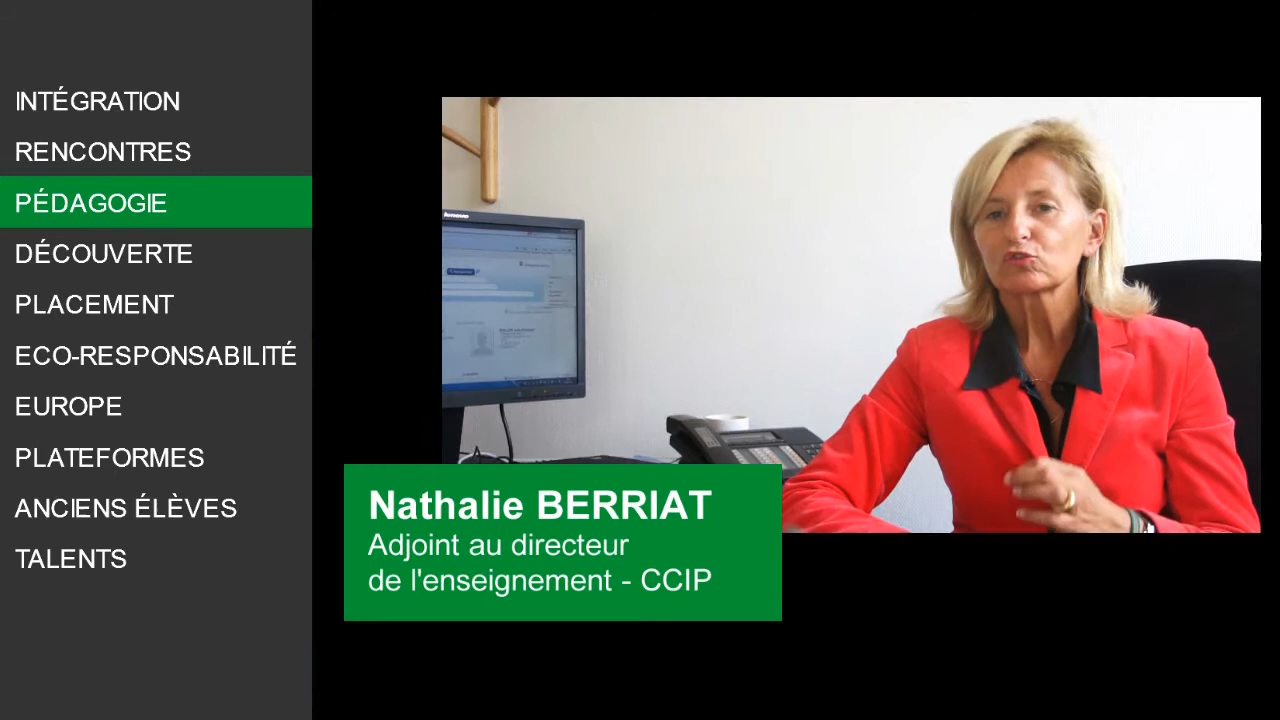 INTÉGRATION
RENCONTRES
PÉDAGOGIE
DÉCOUVERTE
PLACEMENT
ECO-RESPONSABILITÉ
EUROPE
PLATEFORMES
ANCIENS ÉLÈVES
TALENTS
lenovo
Nathalie BERRIAT
Adjoint au directeur
de l'enseignement - CCIP